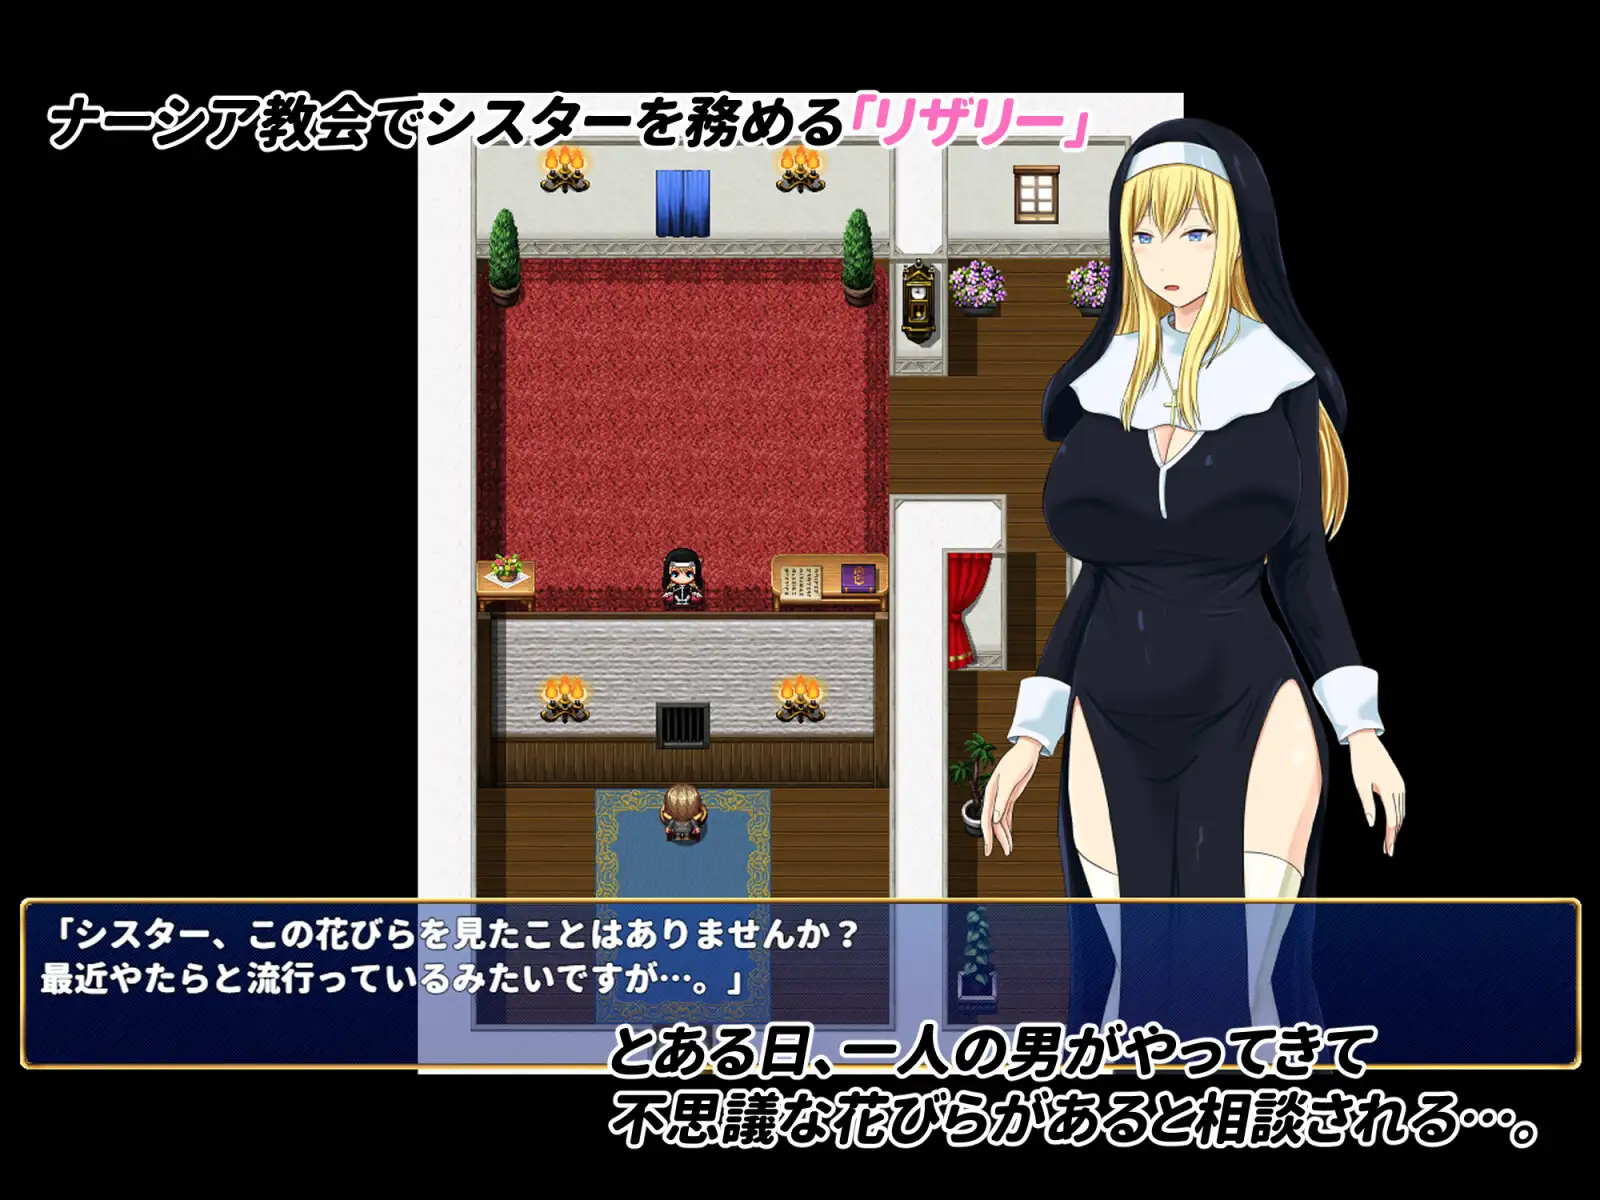 ナーシア教会でシスターを務める「リザリー」
「シスター、この花びらを見たことはありませんか？
最近やたらと流行っているみたいですが…。」
とある日、一人の男がやってきて
不思議な花びらがあると相談される…。